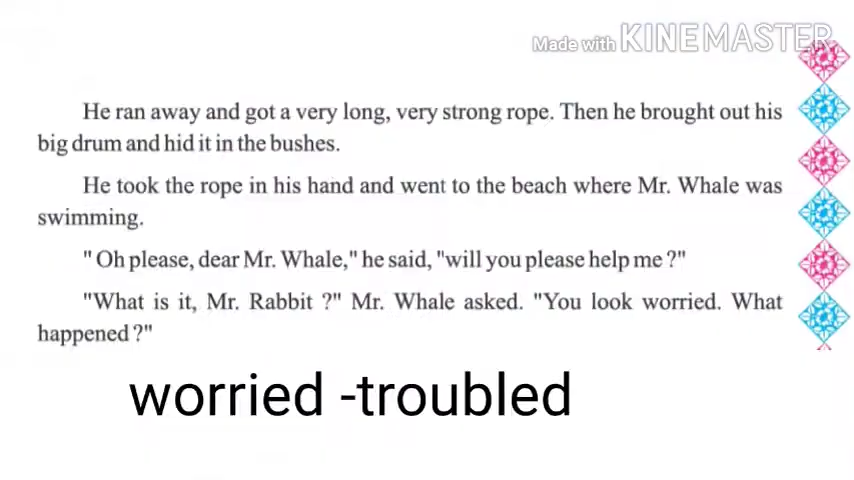 Made with KINEMASTER
He ran away and got a very long, very strong rope. Then he brought out his
big drum and hid it in the bushes.
He took the rope in his hand and went to the beach where Mr. Whale was
swimming.
" Oh please, dear Mr. Whale," he said, "will you please help me ?"
"What is it, Mr. Rabbit ?" Mr. Whale asked. "You look worried. What
happened ?"
worried -troubled